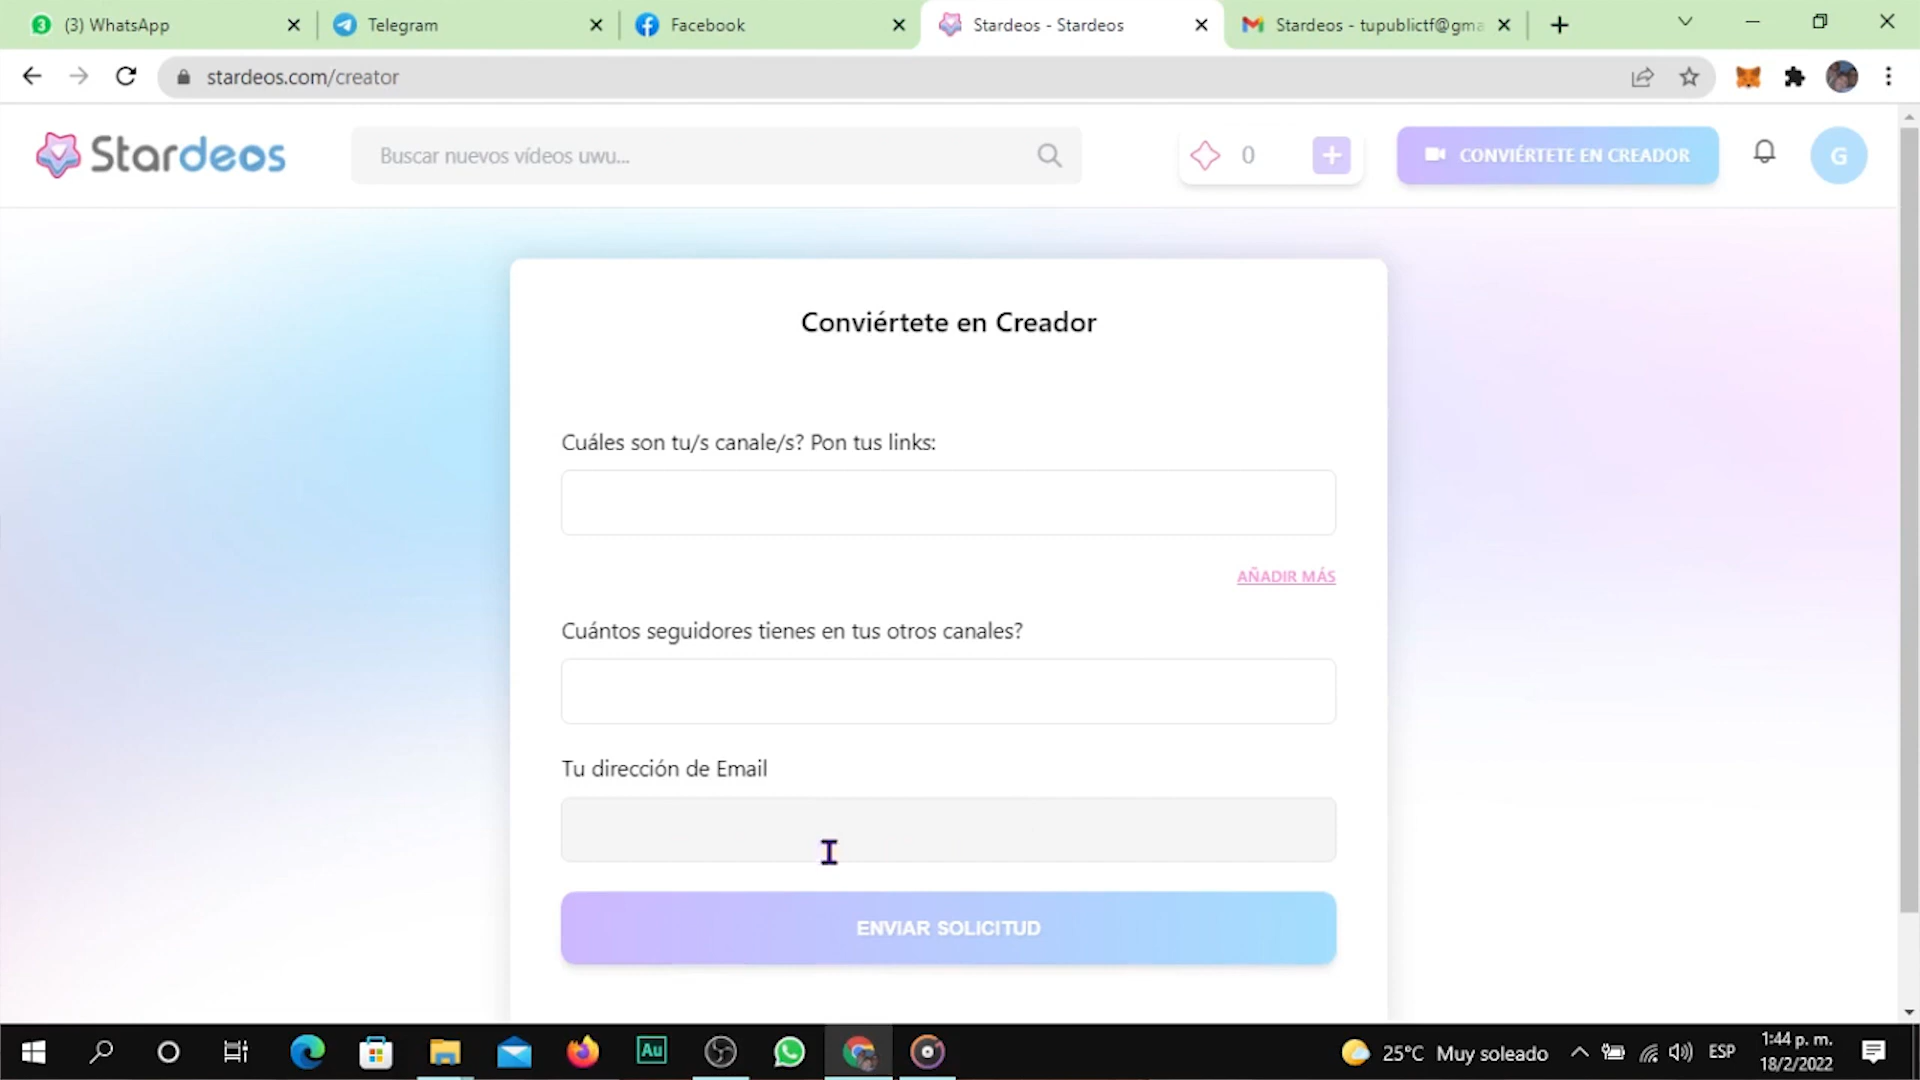 3 (3) WhatsApp
Telegram
Facebook
Stardeos - Stardeos
Stardeos - tupublictf@gma
stardeos.com/creator
Stardeos
Buscar nuevos vídeos uwu...
0
CONVIÉRTETE EN CREADOR
G
Conviértete en Creador
Cuáles son tu/s canale/s? Pon tus links:
AÑADIR MÁS
Cuántos seguidores tienes en tus otros canales?
Tu dirección de Email
ENVIAR SOLICITUD
Au
25°C Muy soleado
ESP
1:44 p. m.
18/2/2022